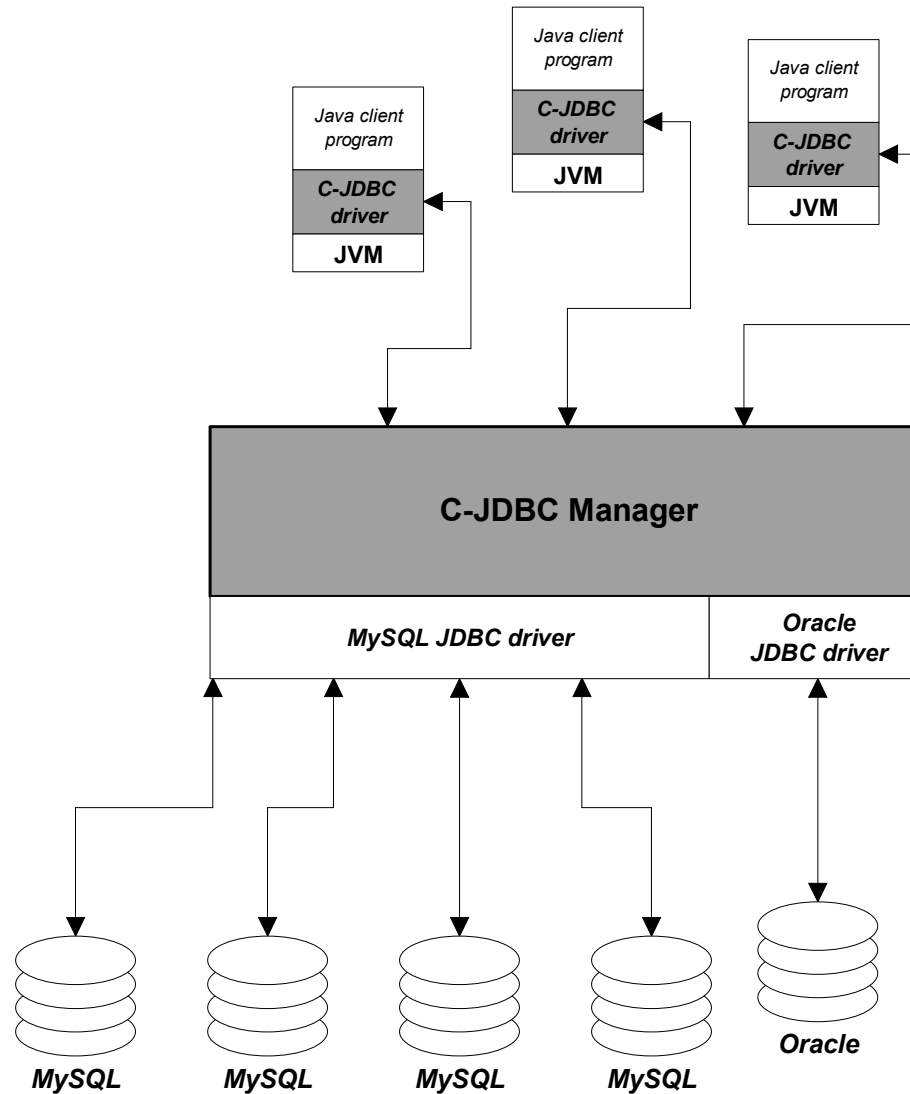 Java client
program
C-JDBC
driver
JVM
Java client
program
C-JDBC
driver
JVM
Java client
program
C-JDBC
driver
JVM
C-JDBC Manager
MySQL JDBC driver
Oracle
JDBC driver
MySQL
MySQL
MySQL
MySQL
Oracle